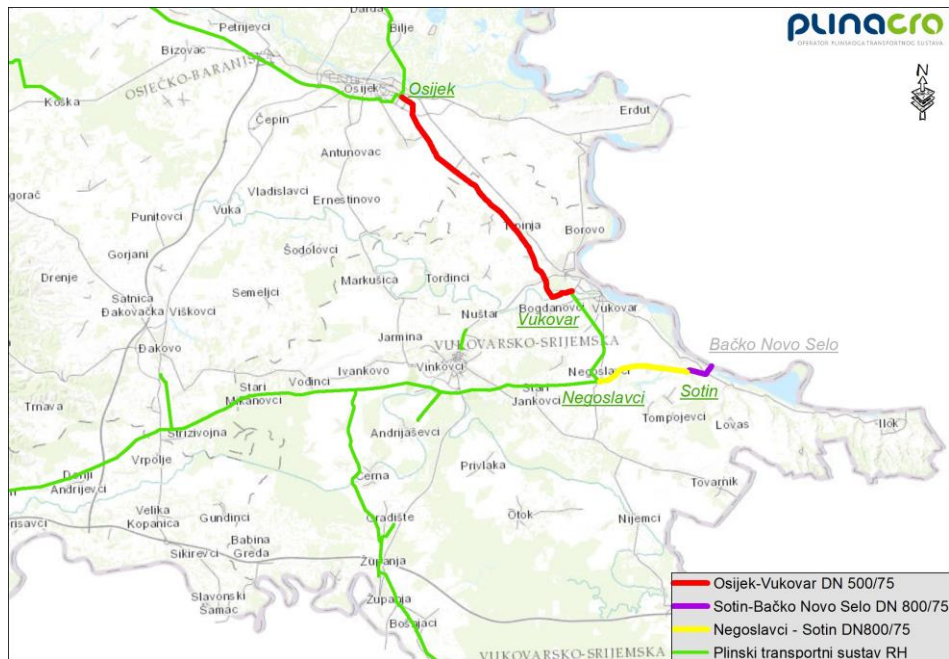 Darda
Petrijevci
Bilje
plinacro
OPERATOR PLINSKOGA TRANSPORTNOG SUSTAVA
Bizovac
OSJEČKO-BARANJSKA
N
Koška
Osijek
Osijek
Erdut
Čepin
Antunovac
Vladislavci
Ernestinovo
Punitovci
Vuka
Borovo
Gorjani
Šodolovci
Drenje
Markušica
Tordinci
Satnica
Semeljci
Đakovačka
Viškovci
Nuštar
Bogdanovci
Vukovar
Vukovar
Jarmina
VUKOVARSKO-SRIJEMSKA
Bačko Novo Selo
Đakovo
Ivankovo
Vinkovci
Negoslavci
Stari
Vođinci
Mikanovci
Stari
Jankovci
Negoslavci
Sotin
Trnava
Tompojevci
Ilok
Lovas
Strizivojna
Andrijaševci
Vrpolje
Privlaka
Donji
Andrijevci
Cerna
Tovarnik
Velika
Kopanica
Gundinci
Gradište
Otok
Nijemci
Babina
Greda
Sikirevci
Županja
Slavonski
Šamac
Županja
Bošnjaci
VUKOVARSKO-SRIJEMSKA
Osijek-Vukovar DN 500/75
Sotin-Bačko Novo Selo DN 800/75
Negoslavci - Sotin DN800/75
Plinski transportni sustav RH